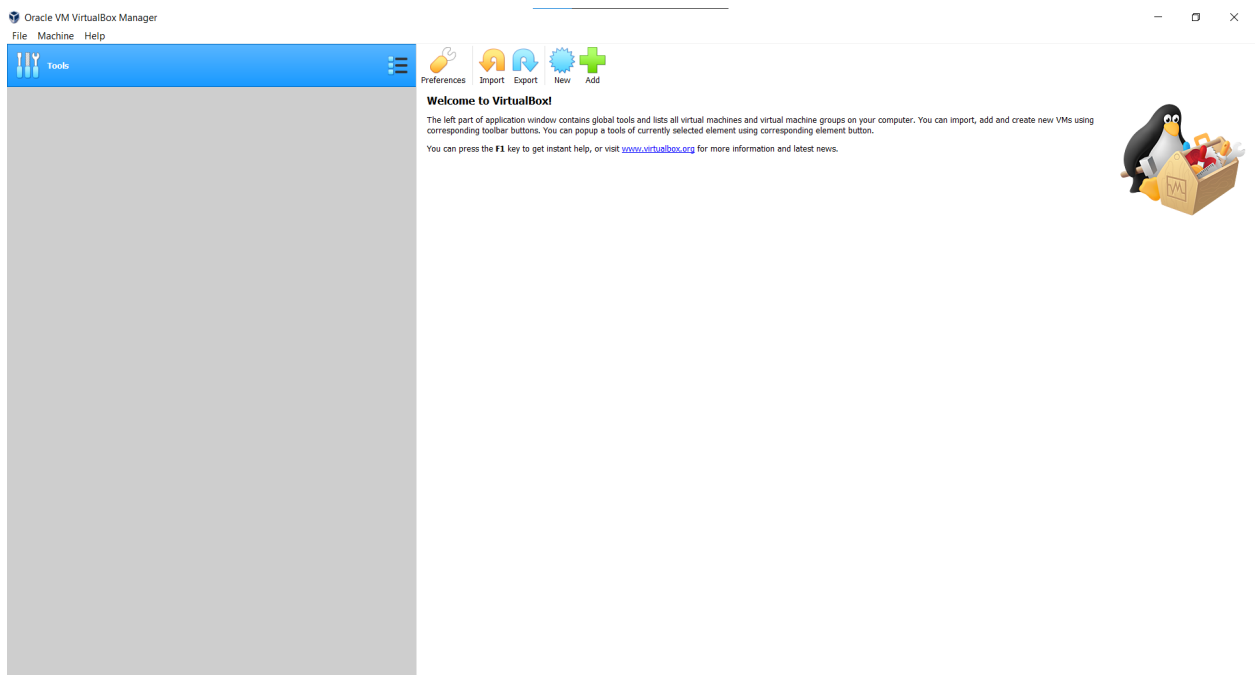 Oracle VM VirtualBox Manager
File Machine Help
Tools
Preferences Import Export New Add
Welcome to VirtualBox!
The left part of application window contains global tools and lists all virtual machines and virtual machine groups on your computer. You can import, add and create new VMs using
corresponding toolbar buttons. You can popup a tools of currently selected element using corresponding element button.
You can press the F1 key to get instant help, or visit www.virtualbox.org for more information and latest news.